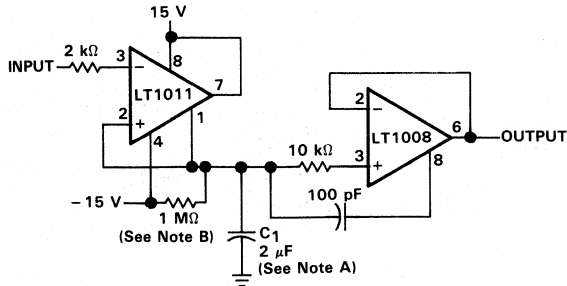 15 V
2 kΩ
INPUT
3
−
8
7
LT1011
2
+
1
4
−15 V
1 MΩ
(See Note B)
C1
2 μF
(See Note A)
10 kΩ
100 pF
2
−
LT1008
6
OUTPUT
3
+
8